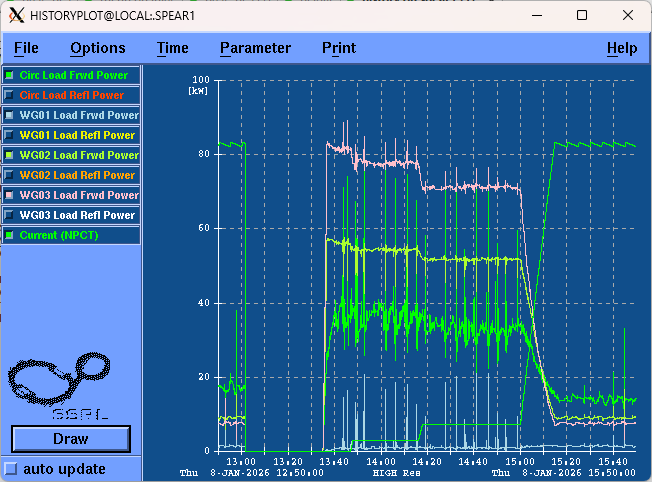 HISTORYPLOT@LOCAL:.SPEAR1
File Options Time Parameter Print Help
Circ Load Frwd Power
Circ Load Refl Power
WG01 Load Frwd Power
WG01 Load Refl Power
WG02 Load Frwd Power
WG02 Load Refl Power
WG03 Load Frwd Power
WG03 Load Refl Power
Current (NPCT)
SSRL
Draw
auto update
100
[kW]
80
60
40
20
0
13:00 13:20 13:40 14:00 14:20 14:40 15:00 15:20 15:40
Thu 8-JAN-2026 12:50:00 HIGH Res Thu 8-JAN-2026 15:50:00